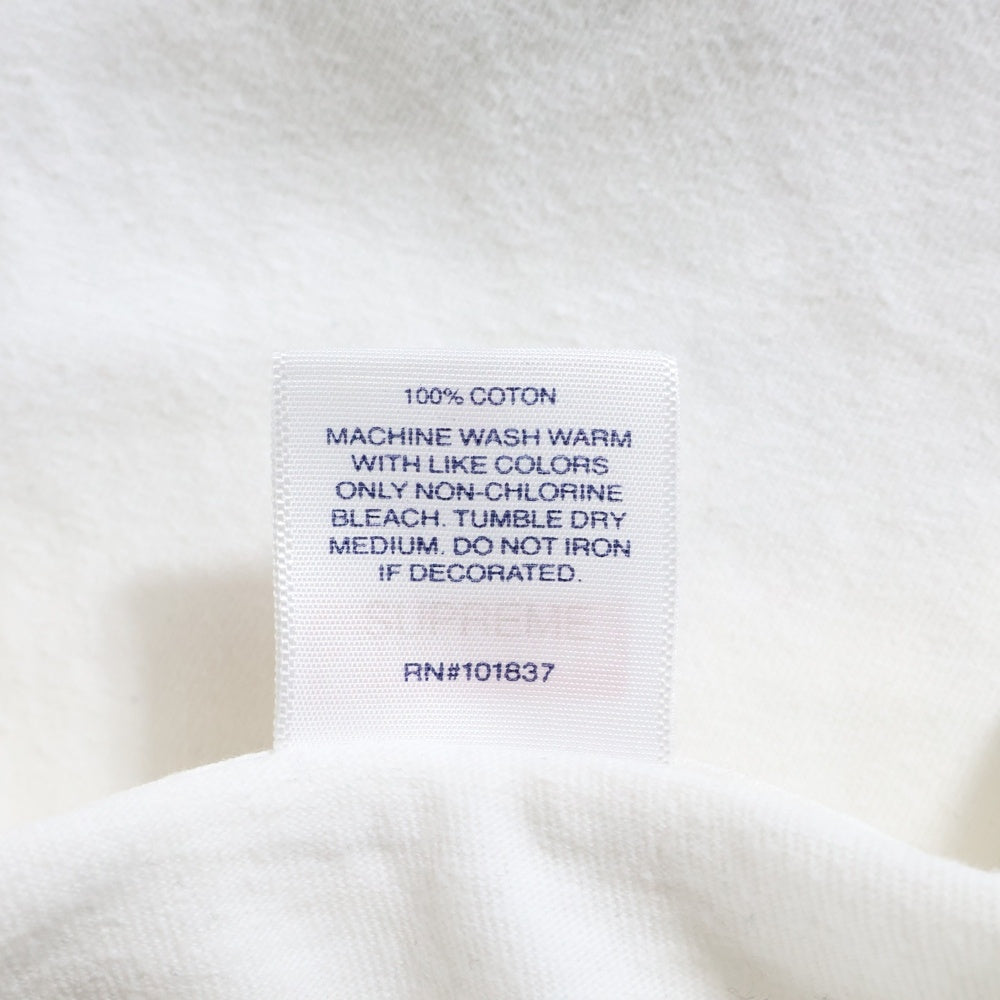 100% COTON
MACHINE WASH WARM
WITH LIKE COLORS
ONLY NON-CHLORINE
BLEACH. TUMBLE DRY
MEDIUM. DO NOT IRON
IF DECORATED.
SUPREME
RN#101837